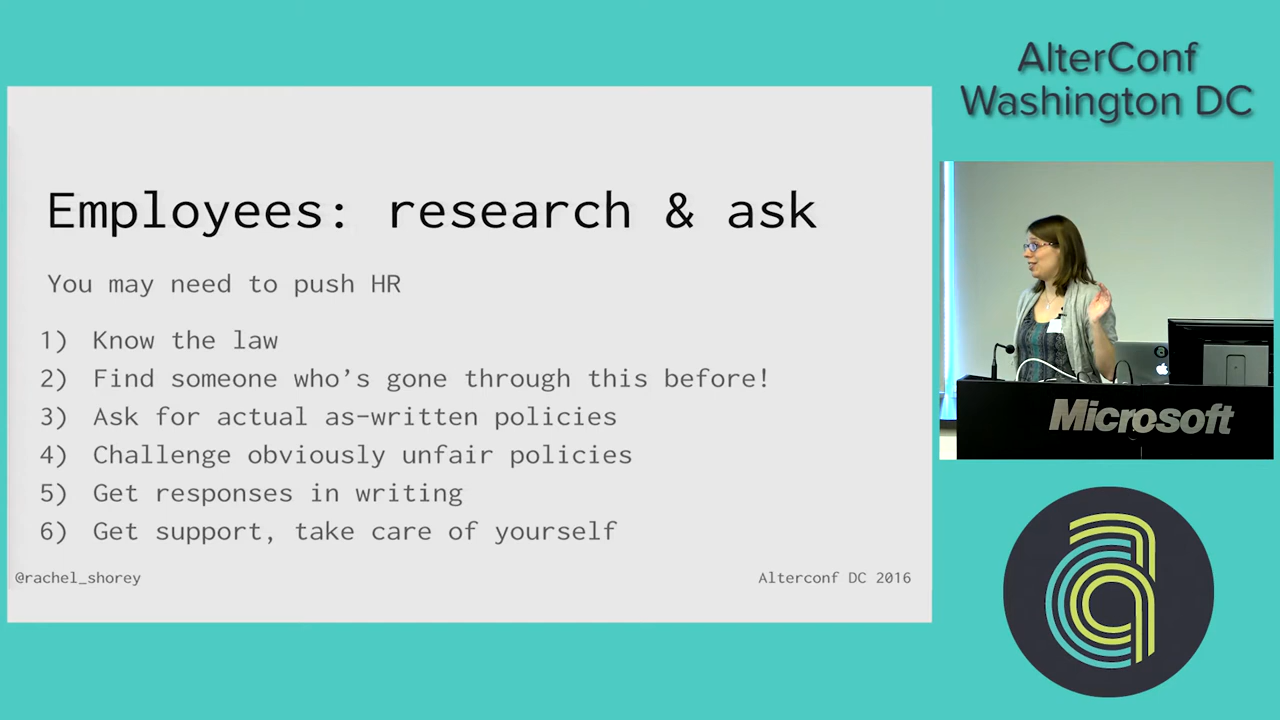 AlterConf
Washington DC
Employees: research & ask
You may need to push HR
1) Know the law
2) Find someone who's gone through this before!
3) Ask for actual as-written policies
4) Challenge obviously unfair policies
5) Get responses in writing
6) Get support, take care of yourself
@rachel_shorey
Alterconf DC 2016
Microsoft